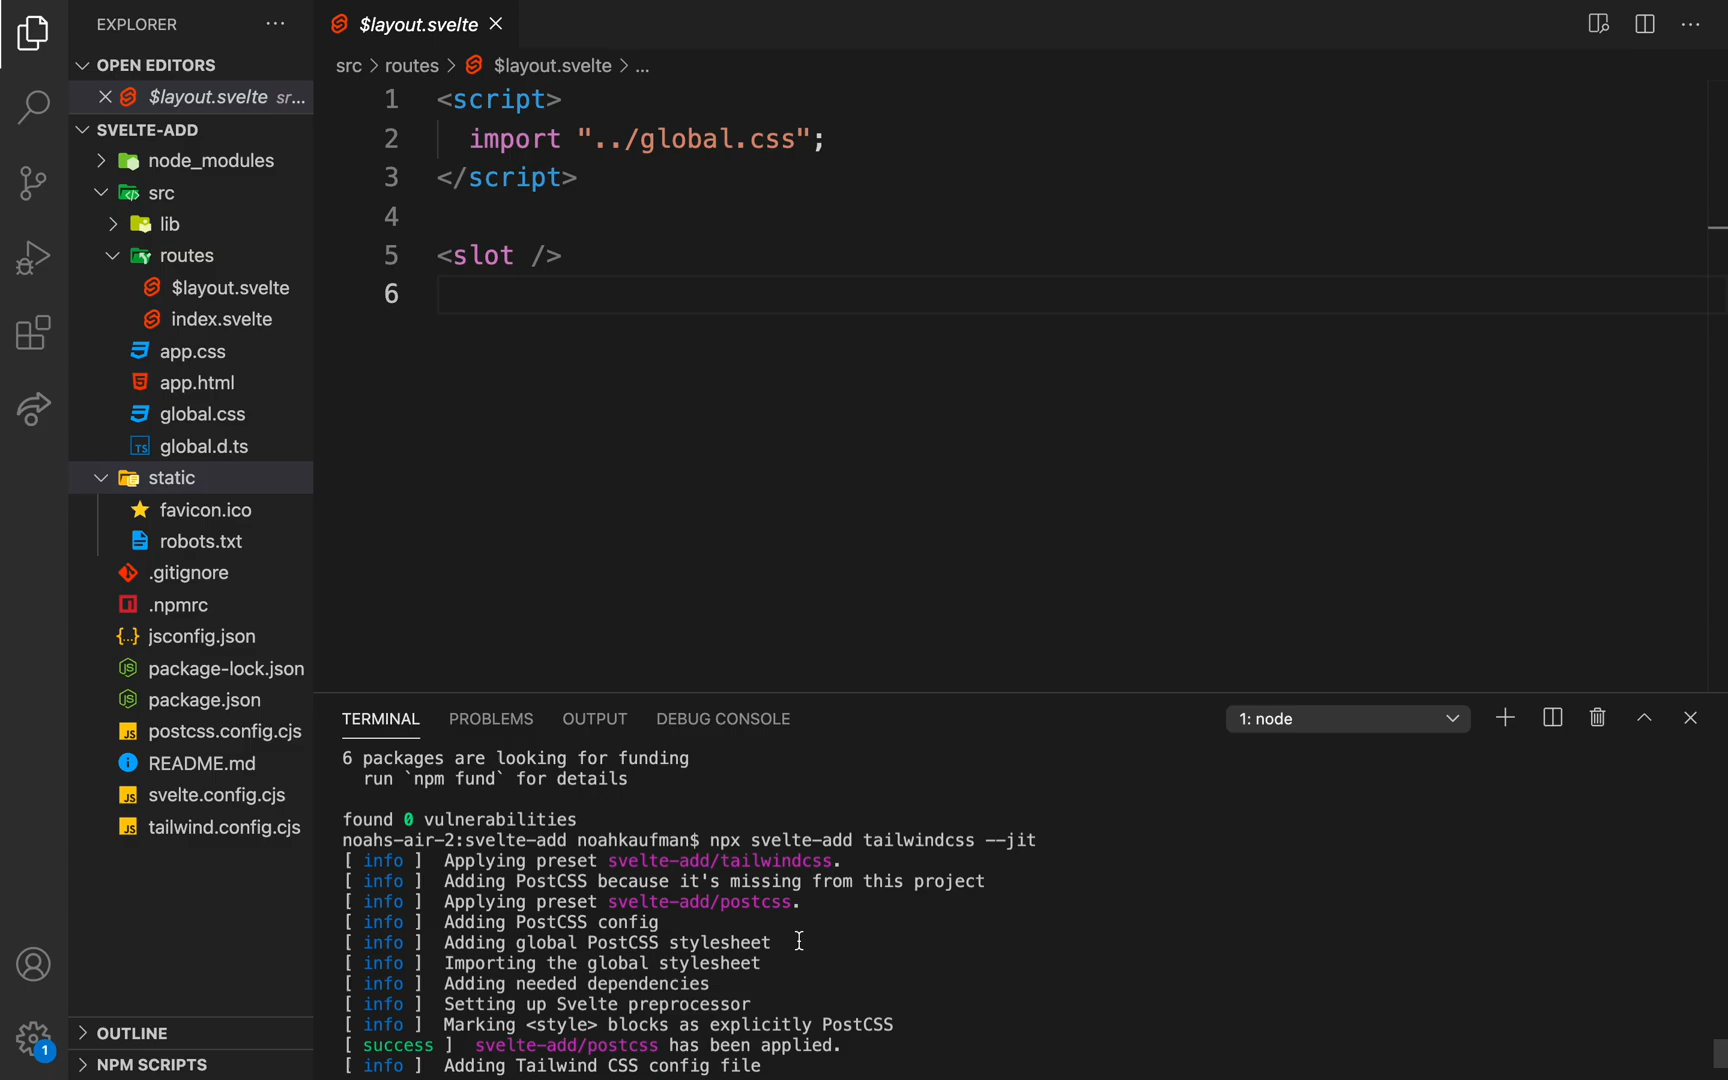 EXPLORER
OPEN EDITORS
$layout.svelte sr...
SVELTE-ADD
node_modules
src
lib
routes
$layout.svelte
index.svelte
app.css
app.html
global.css
TS global.d.ts
static
favicon.ico
robots.txt
.gitignore
.npmrc
{..} jsconfig.json
JS package-lock.json
JS package.json
JS postcss.config.cjs
README.md
JS svelte.config.cjs
JS tailwind.config.cjs
OUTLINE
NPM SCRIPTS
1
$layout.svelte
src > routes > $layout.svelte > ...
1 <script>
2 import "../global.css";
3 </script>
4
5 <slot />
6
TERMINAL PROBLEMS OUTPUT DEBUG CONSOLE 1: node
6 packages are looking for funding
run `npm fund` for details
found 0 vulnerabilities
noahs-air-2:svelte-add noahkaufman$ npx svelte-add tailwindcss --jit
[ info ] Applying preset svelte-add/tailwindcss.
[ info ] Adding PostCSS because it's missing from this project
[ info ] Applying preset svelte-add/postcss.
[ info ] Adding PostCSS config
[ info ] Adding global PostCSS stylesheet
[ info ] Importing the global stylesheet
[ info ] Adding needed dependencies
[ info ] Setting up Svelte preprocessor
[ info ] Marking <style> blocks as explicitly PostCSS
[ success ] svelte-add/postcss has been applied.
[ info ] Adding Tailwind CSS config file